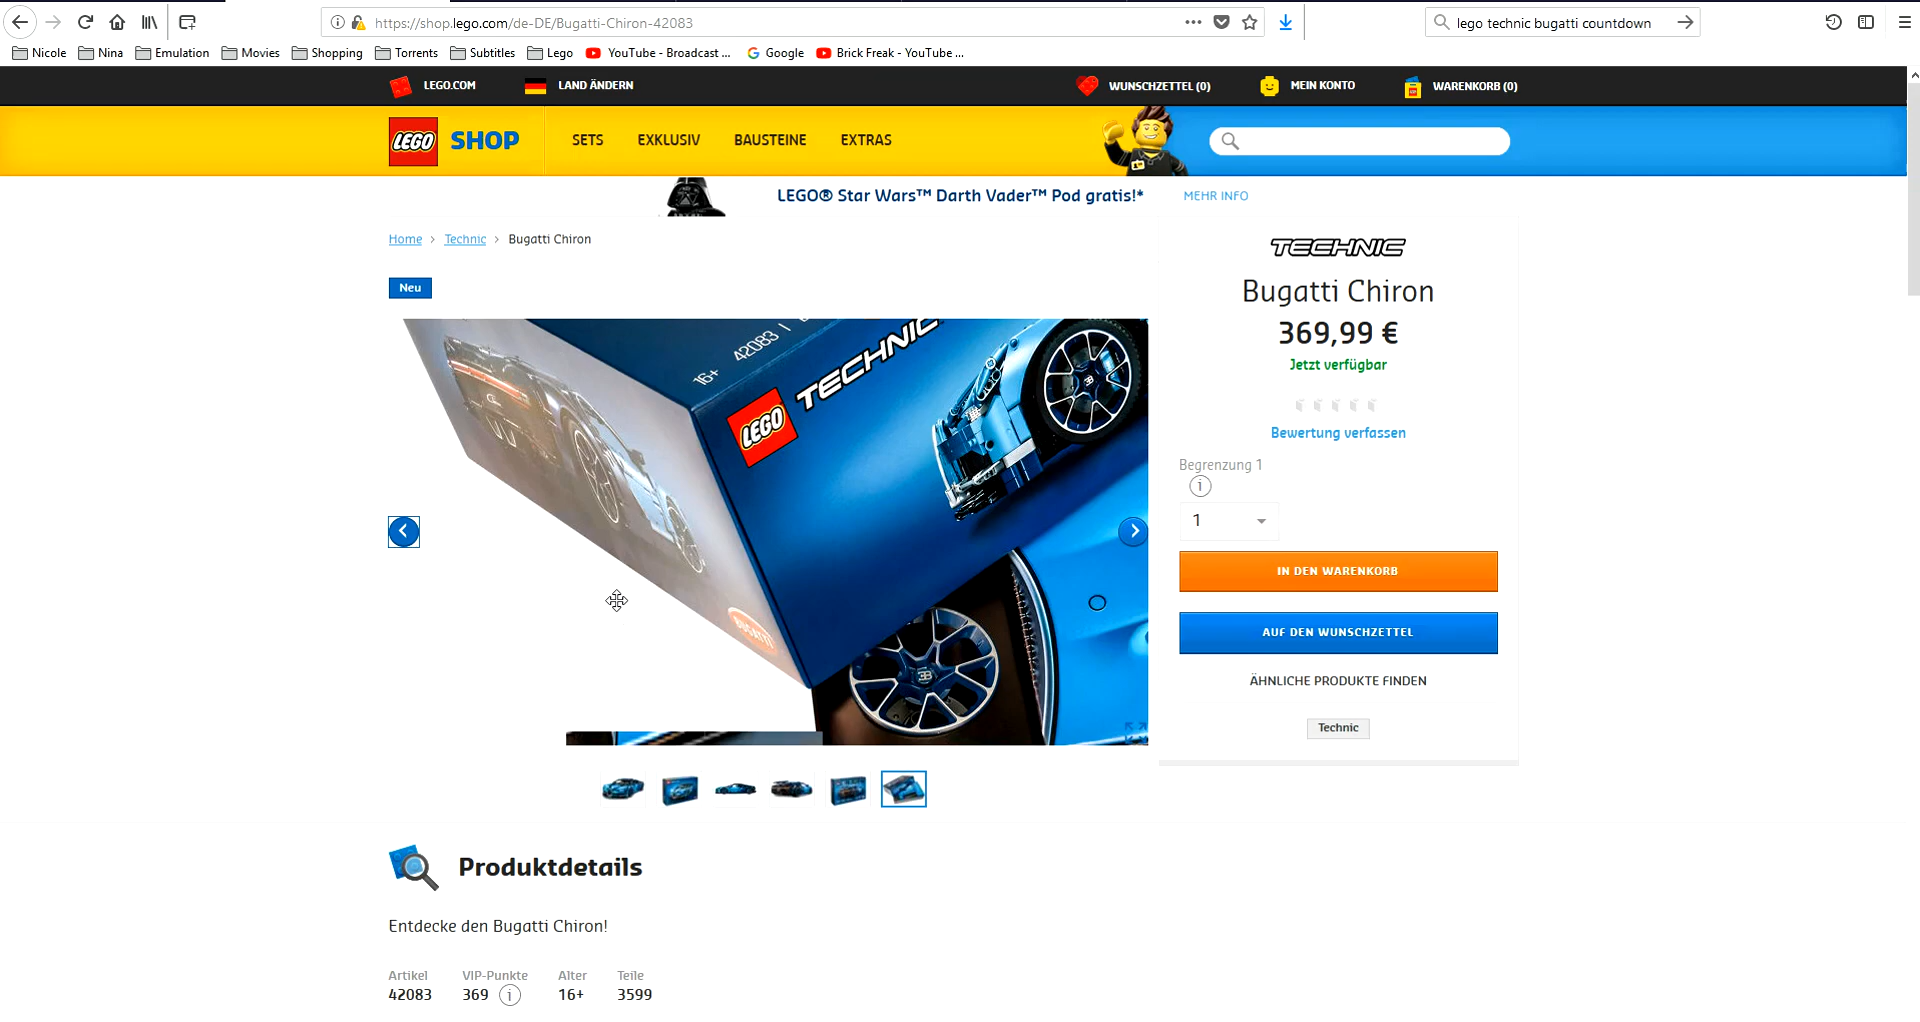 https://shop.lego.com/de-DE/Bugatti-Chiron-42083
lego technic bugatti countdown
Nicole Nina Emulation Movies Shopping Torrents Subtitles Lego YouTube - Broadcast ... Google Brick Freak - YouTube ...
LEGO.COM LAND ÄNDERN WUNSCHZETTEL (0) MEIN KONTO WARENKORB (0)
LEGO SHOP SETS EXKLUSIV BAUSTEINE EXTRAS
LEGO® Star Wars™ Darth Vader™ Pod gratis!* MEHR INFO
Home > Technic > Bugatti Chiron
Neu
42083
16+
LEGO TECHNIC
BUGATTI
TECHNIC
Bugatti Chiron
369,99 €
Jetzt verfügbar
Bewertung verfassen
Begrenzung 1
1
IN DEN WARENKORB
AUF DEN WUNSCHZETTEL
ÄHNLICHE PRODUKTE FINDEN
Technic
Produktdetails
Entdecke den Bugatti Chiron!
Artikel VIP-Punkte Alter Teile
42083 369 16+ 3599